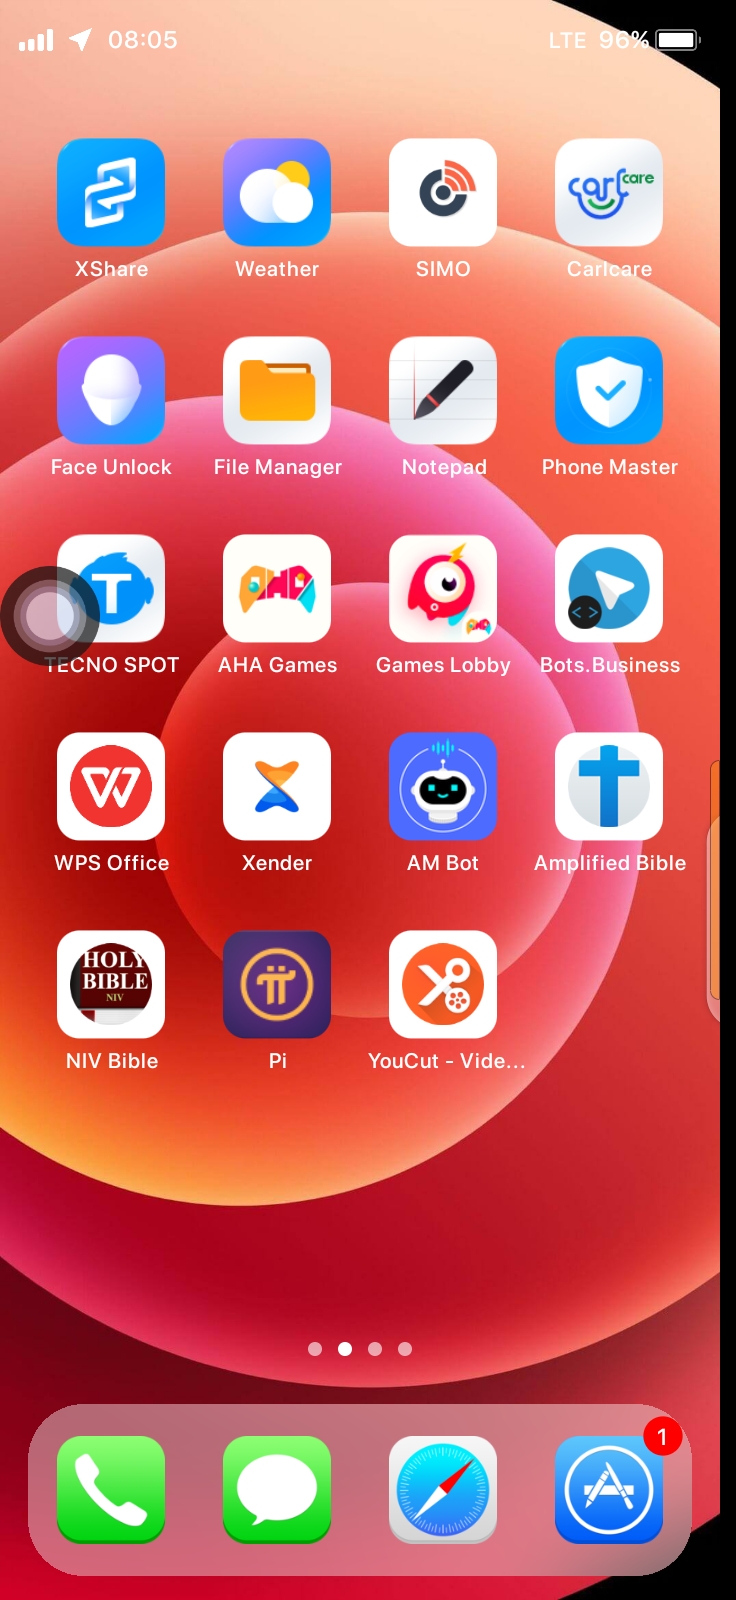 08:05 LTE 96%
care
XShare Weather SIMO Carlcare
Face Unlock File Manager Notepad Phone Master
T
TECNO SPOT AHA Games Games Lobby Bots.Business
WPS Office Xender AM Bot Amplified Bible
HOLY
BIBLE
NIV
NIV Bible Pi YouCut - Vide...
1